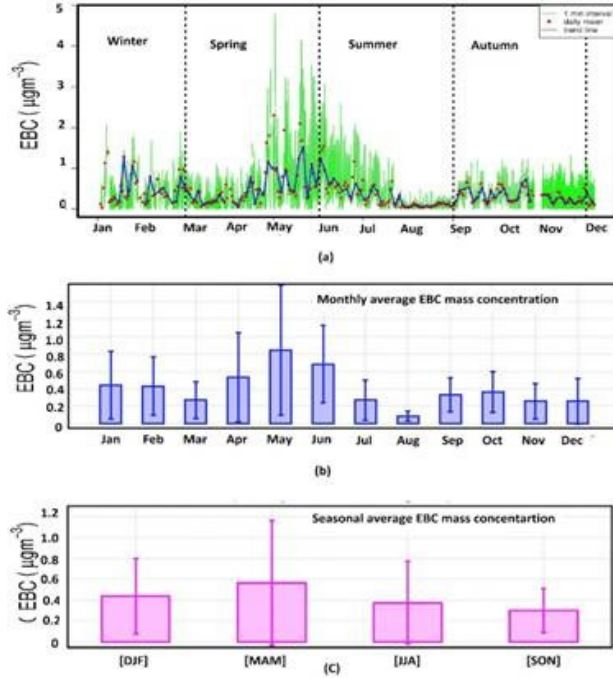 5
4
3
2
1
0
EBC (μgm⁻³)
1 min interval
daily mean
trend line
Winter
Spring
Summer
Autumn
Jan Feb Mar Apr May Jun Jul Aug Sep Oct Nov Dec
(a)
Monthly average EBC mass concentration
1.4
1.2
1.0
0.8
0.6
0.4
0.2
0
EBC (μgm⁻³)
Jan Feb Mar Apr May Jun Jul Aug Sep Oct Nov Dec
(b)
Seasonal average EBC mass concentartion
1.2
1.0
0.8
0.6
0.4
0.2
0
( EBC (μgm⁻³)
[DJF] [MAM] [JJA] [SON]
(C)